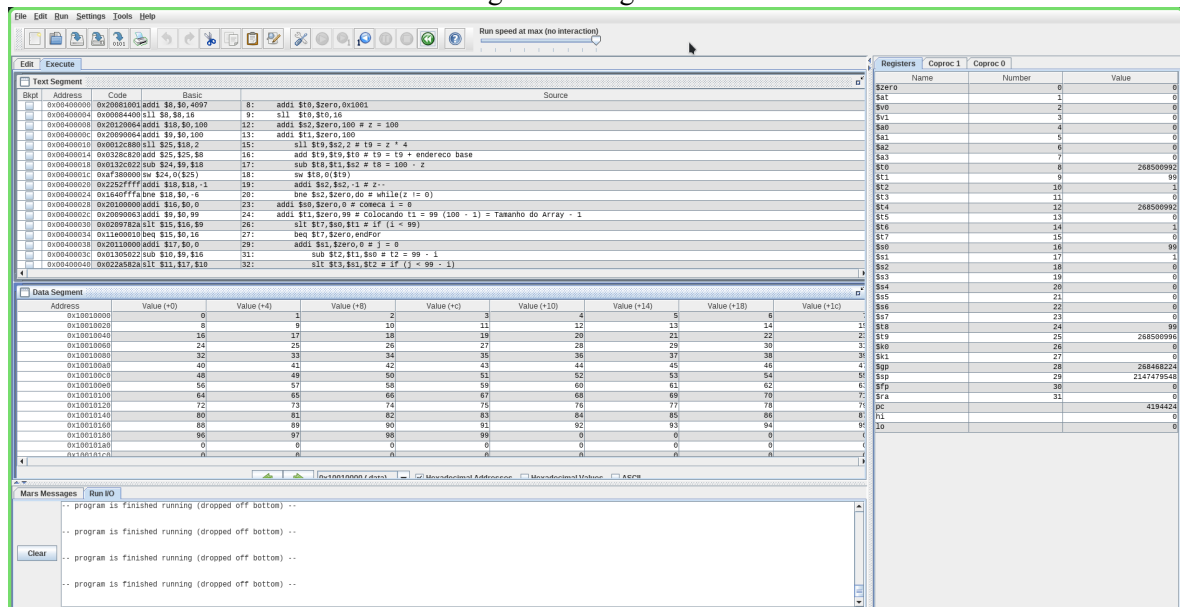 File Edit Run Settings Tools Help
Run speed at max (no interaction)
Edit Execute
Text Segment
Bkpt Address Code Basic Source
0x00400000 0x20081001 addi $8,$0,4097 8: addi $t0,$zero,0x1001
0x00400004 0x00084400 sll $8,$8,16 9: sll $t0,$t0,16
0x00400008 0x20120064 addi $18,$0,100 12: addi $s2,$zero,100 # z = 100
0x0040000c 0x20090064 addi $9,$0,100 13: addi $t1,$zero,100
0x00400010 0x0012c880 sll $25,$18,2 15: sll $t9,$s2,2 # t9 = z * 4
0x00400014 0x0328c820 add $25,$25,$8 16: add $t9,$t9,$t0 # t9 = t9 + endereco base
0x00400018 0x0132c022 sub $24,$9,$18 17: sub $t8,$t1,$s2 # t8 = 100 - z
0x0040001c 0xaf380000 sw $24,0($25) 18: sw $t8,0($t9)
0x00400020 0x2252ffff addi $18,$18,-1 19: addi $s2,$s2,-1 # z--
0x00400024 0x1640fffa bne $18,$0,-6 20: bne $s2,$zero,do # while(z != 0)
0x00400028 0x20100000 addi $16,$0,0 23: addi $s0,$zero,0 # comeca i = 0
0x0040002c 0x20090063 addi $9,$0,99 24: addi $t1,$zero,99 # Colocando t1 = 99 (100 - 1) = Tamanho do Array - 1
0x00400030 0x0209782a slt $15,$16,$9 26: slt $t7,$s0,$t1 # if (i < 99)
0x00400034 0x11e00010 beq $15,$0,16 27: beq $t7,$zero,endFor
0x00400038 0x20110000 addi $17,$0,0 29: addi $s1,$zero,0 # j = 0
0x0040003c 0x01305022 sub $10,$9,$16 31: sub $t2,$t1,$s0 # t2 = 99 - i
0x00400040 0x022a582a slt $11,$17,$10 32: slt $t3,$s1,$t2 # if (j < 99 - i)
Data Segment
Address Value (+0) Value (+4) Value (+8) Value (+c) Value (+10) Value (+14) Value (+18) Value (+1c)
0x10010000 0 1 2 3 4 5 6
0x10010020 8 9 10 11 12 13 14
0x10010040 16 17 18 19 20 21 22
0x10010060 24 25 26 27 28 29 30
0x10010080 32 33 34 35 36 37 38
0x100100a0 40 41 42 43 44 45 46
0x100100c0 48 49 50 51 52 53 54
0x100100e0 56 57 58 59 60 61 62
0x10010100 64 65 66 67 68 69 70
0x10010120 72 73 74 75 76 77 78
0x10010140 80 81 82 83 84 85 86
0x10010160 88 89 90 91 92 93 94
0x10010180 96 97 98 99 0 0 0
0x100101a0 0 0 0 0 0 0 0
0x100101c0 0 0 0 0 0 0 0
0x10010000 (.data) Hexadecimal Addresses Hexadecimal Values ASCII
Mars Messages Run I/O
-- program is finished running (dropped off bottom) --
-- program is finished running (dropped off bottom) --
Clear
-- program is finished running (dropped off bottom) --
-- program is finished running (dropped off bottom) --
Registers Coproc 1 Coproc 0
Name Number Value
$zero 0 0
$at 1 0
$v0 2 0
$v1 3 0
$a0 4 0
$a1 5 0
$a2 6 0
$a3 7 0
$t0 8 268500992
$t1 9 99
$t2 10 1
$t3 11 0
$t4 12 268500992
$t5 13 0
$t6 14 1
$t7 15 0
$s0 16 99
$s1 17 1
$s2 18 0
$s3 19 0
$s4 20 0
$s5 21 0
$s6 22 0
$s7 23 0
$t8 24 99
$t9 25 268500996
$k0 26 0
$k1 27 0
$gp 28 268468224
$sp 29 2147479548
$fp 30 0
$ra 31 0
pc 4194424
hi 0
lo 0